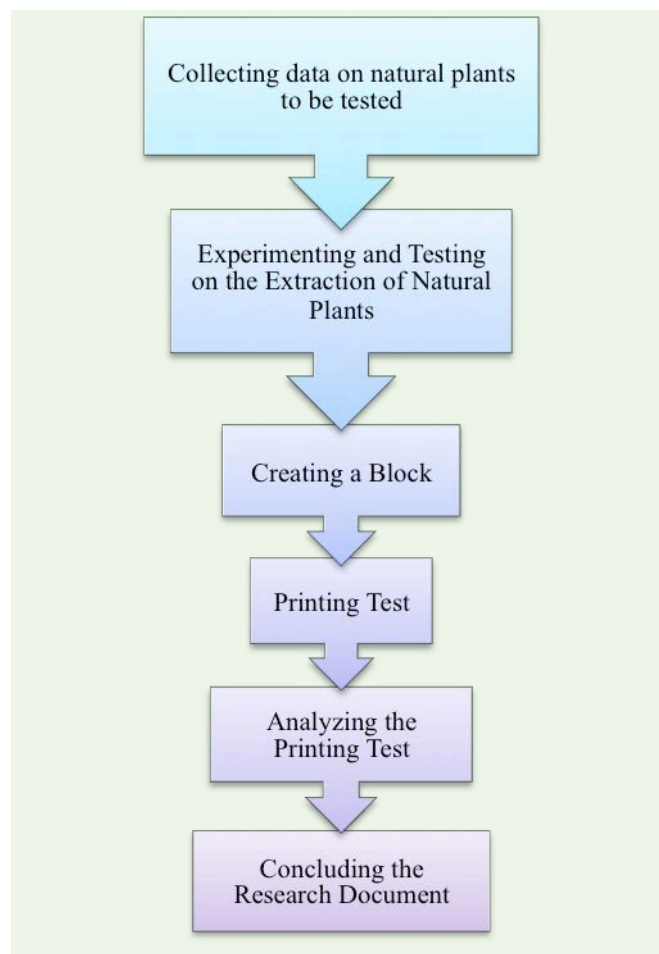 Collecting data on natural plants
to be tested
Experimenting and Testing
on the Extraction of Natural
Plants
Creating a Block
Printing Test
Analyzing the
Printing Test
Concluding the
Research Document